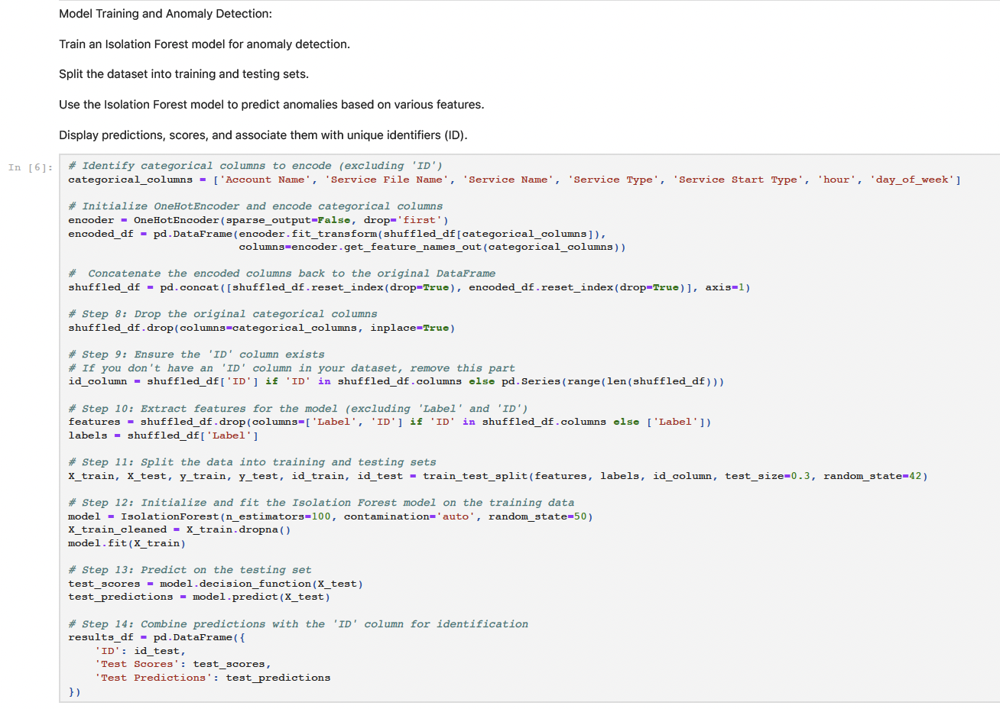 Model Training and Anomaly Detection:
Train an Isolation Forest model for anomaly detection.
Split the dataset into training and testing sets.
Use the Isolation Forest model to predict anomalies based on various features.
Display predictions, scores, and associate them with unique identifiers (ID).
In [6]:
# Identify categorical columns to encode (excluding 'ID')
categorical_columns = ['Account Name', 'Service File Name', 'Service Name', 'Service Type', 'Service Start Type', 'hour', 'day_of_week']
# Initialize OneHotEncoder and encode categorical columns
encoder = OneHotEncoder(sparse_output=False, drop='first')
encoded_df = pd.DataFrame(encoder.fit_transform(shuffled_df[categorical_columns]),
columns=encoder.get_feature_names_out(categorical_columns))
#  Concatenate the encoded columns back to the original DataFrame
shuffled_df = pd.concat([shuffled_df.reset_index(drop=True), encoded_df.reset_index(drop=True)], axis=1)
# Step 8: Drop the original categorical columns
shuffled_df.drop(columns=categorical_columns, inplace=True)
# Step 9: Ensure the 'ID' column exists
# If you don't have an 'ID' column in your dataset, remove this part
id_column = shuffled_df['ID'] if 'ID' in shuffled_df.columns else pd.Series(range(len(shuffled_df)))
# Step 10: Extract features for the model (excluding 'Label' and 'ID')
features = shuffled_df.drop(columns=['Label', 'ID'] if 'ID' in shuffled_df.columns else ['Label'])
labels = shuffled_df['Label']
# Step 11: Split the data into training and testing sets
X_train, X_test, y_train, y_test, id_train, id_test = train_test_split(features, labels, id_column, test_size=0.3, random_state=42)
# Step 12: Initialize and fit the Isolation Forest model on the training data
model = IsolationForest(n_estimators=100, contamination='auto', random_state=50)
X_train_cleaned = X_train.dropna()
model.fit(X_train)
# Step 13: Predict on the testing set
test_scores = model.decision_function(X_test)
test_predictions = model.predict(X_test)
# Step 14: Combine predictions with the 'ID' column for identification
results_df = pd.DataFrame({
'ID': id_test,
'Test Scores': test_scores,
'Test Predictions': test_predictions
})